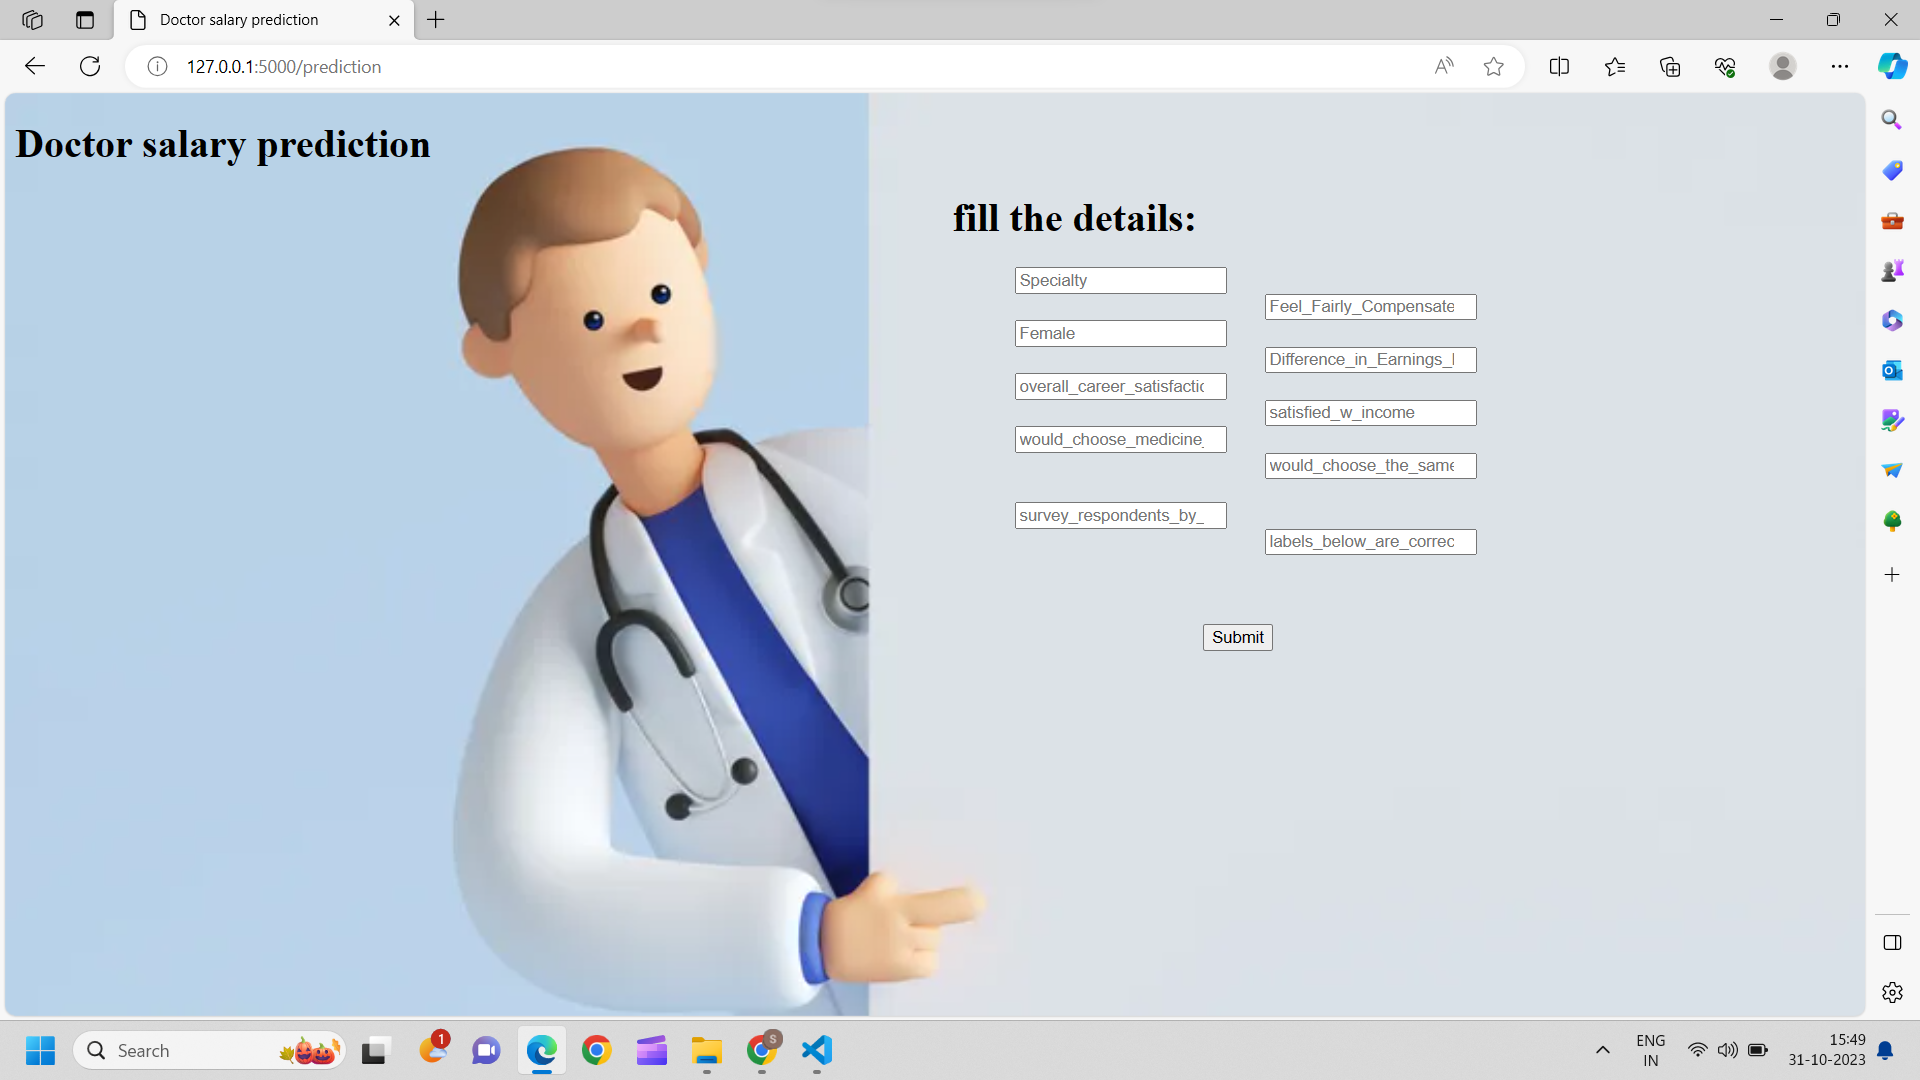 Doctor salary prediction
127.0.0.1:5000/prediction
Doctor salary prediction
fill the details:
Specialty
Feel_Fairly_Compensate
Female
Difference_in_Earnings_
overall_career_satisfactic
satisfied_w_income
would_choose_medicine_
would_choose_the_same
survey_respondents_by_
labels_below_are_correc
Submit
Search
1
S
ENG
IN
15:49
31-10-2023